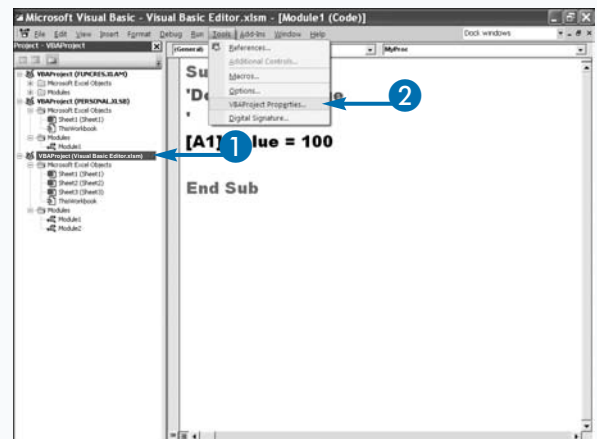 Microsoft Visual Basic - Visual Basic Editor.xlsm - [Module1 (Code)]
File Edit View Insert Format Debug Run Tools Add-Ins Window Help
Dock windows
Project - VBAProject
VBAProject (FUNCRES.XLAM)
Microsoft Excel Objects
Modules
VBAProject (PERSONAL.XLSB)
Microsoft Excel Objects
Sheet1 (Sheet1)
ThisWorkbook
Modules
Module1
VBAProject (Visual Basic Editor.xlsm)
Microsoft Excel Objects
Sheet1 (Sheet1)
Sheet2 (Sheet2)
Sheet3 (Sheet3)
ThisWorkbook
Modules
Module1
Module2
(General)
MyProc
References...
Additional Controls...
Macros...
Options...
VBAProject Properties...
Digital Signature...
1
2
Su
'De
e
'
[A1] lue = 100
End Sub